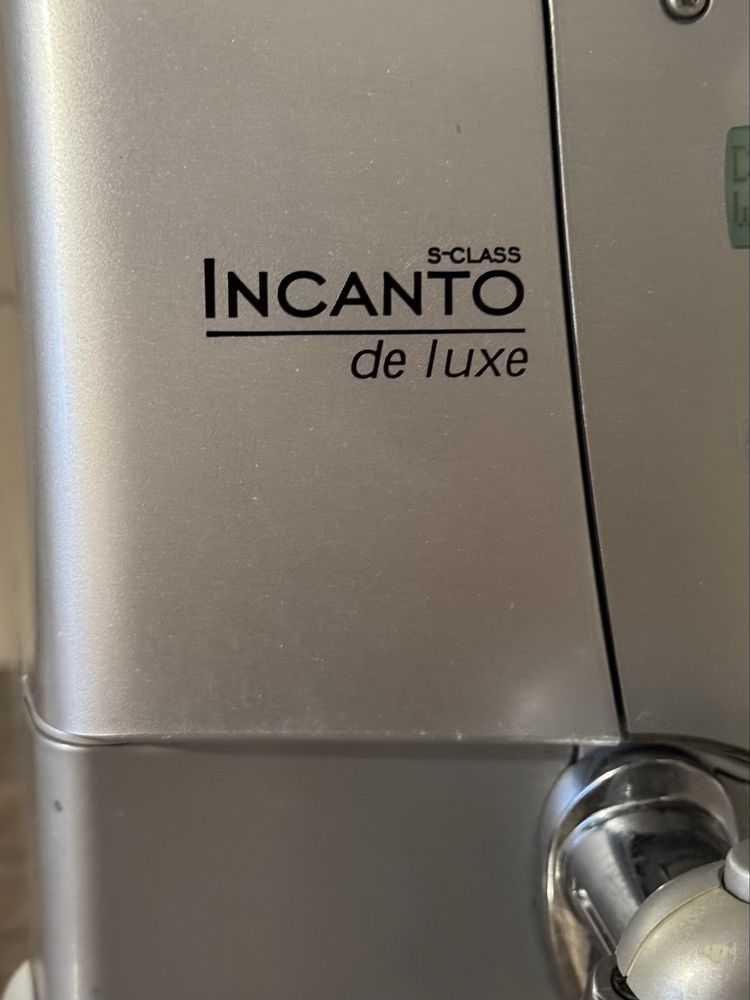 S-CLASS
INCANTO
de luxe